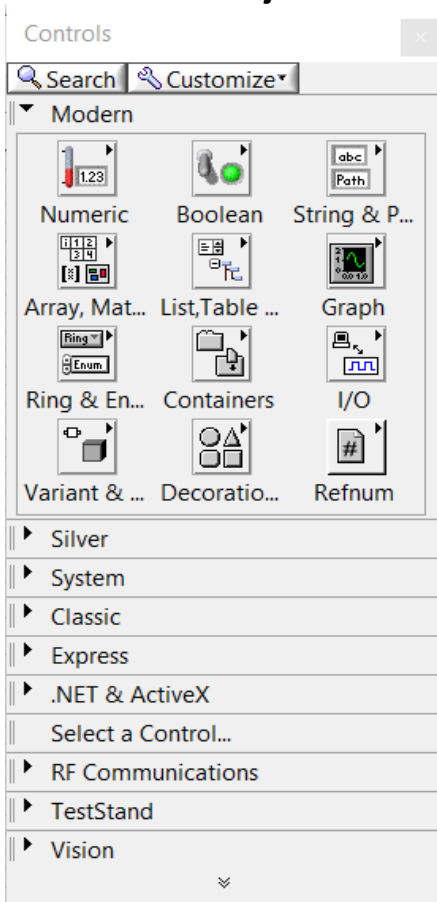 Controls
Search Customize
Modern
1.23 abc Path
Numeric Boolean String & P...
Array, Mat... List,Table ... Graph
Ring Enum
Ring & En... Containers I/O
#
Variant & ... Decoratio... Refnum
Silver
System
Classic
Express
.NET & ActiveX
Select a Control...
RF Communications
TestStand
Vision